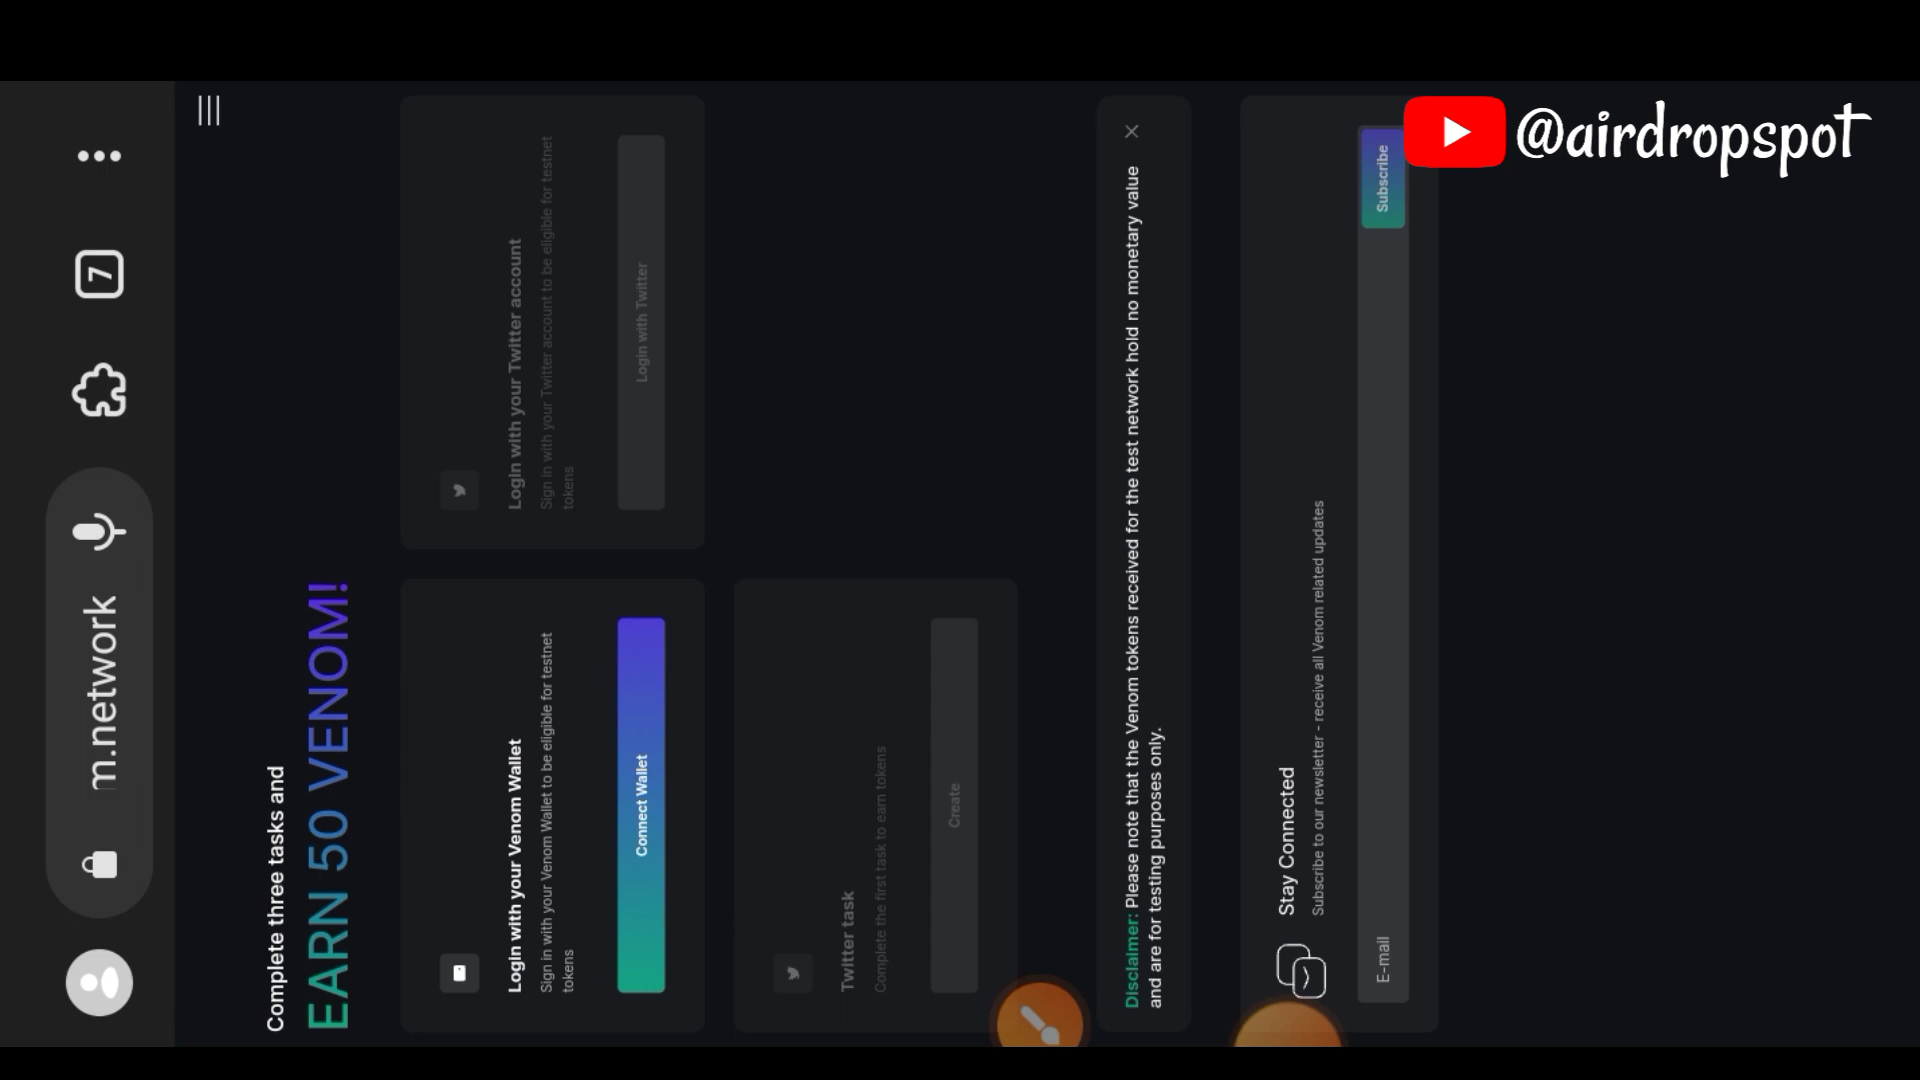 @airdropspot
7
m.network
Complete three tasks and
EARN 50 VENOM!
Login with your Venom Wallet
Sign in with your Venom Wallet to be eligible for testnet
tokens
Connect Wallet
Login with your Twitter account
Sign in with your Twitter account to be eligible for testnet
tokens
Login with Twitter
Twitter task
Complete the first task to earn tokens
Create
Disclaimer: Please note that the Venom tokens received for the test network hold no monetary value
and are for testing purposes only.
Stay Connected
Subscribe to our newsletter - receive all Venom related updates
E-mail
Subscribe